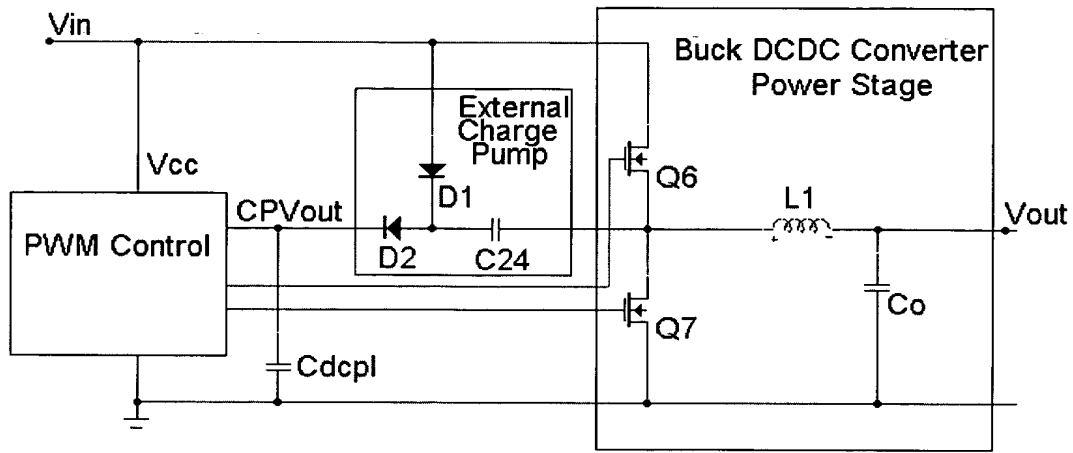 Vin
Buck DCDC Converter
Power Stage
External
Charge
Pump
Vcc
D1
Q6
L1
Vout
CPVout
PWM Control
D2
C24
Q7
Co
Cdcpl